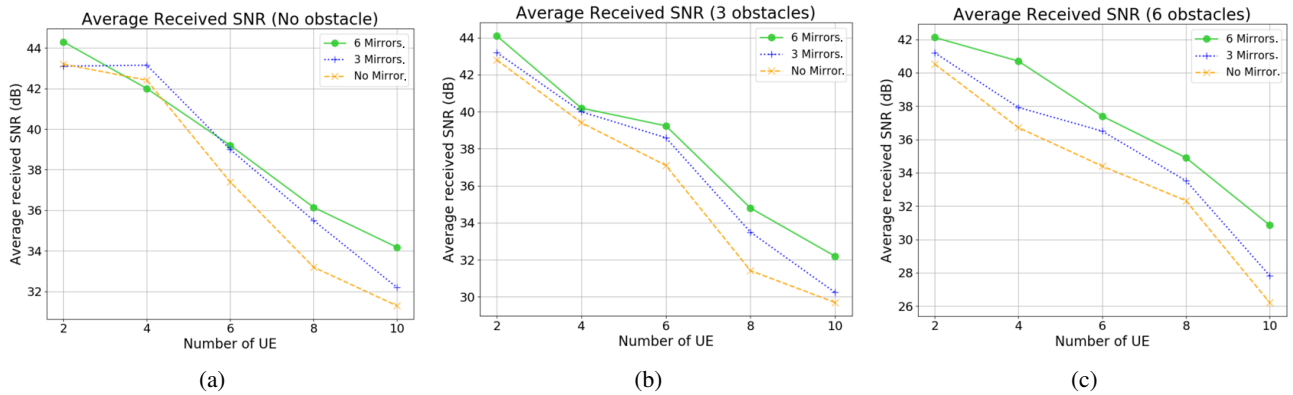 Average Received SNR (No obstacle)
44
42
40
38
36
34
32
Average received SNR (dB)
2
4
6
8
10
Number of UE
6 Mirrors.
3 Mirrors.
No Mirror.
(a)
Average Received SNR (3 obstacles)
44
42
40
38
36
34
32
30
Average received SNR (dB)
2
4
6
8
10
Number of UE
6 Mirrors.
3 Mirrors.
No Mirror.
(b)
Average Received SNR (6 obstacles)
42
40
38
36
34
32
30
28
26
Average received SNR (dB)
2
4
6
8
10
Number of UE
6 Mirrors.
3 Mirrors.
No Mirror.
(c)